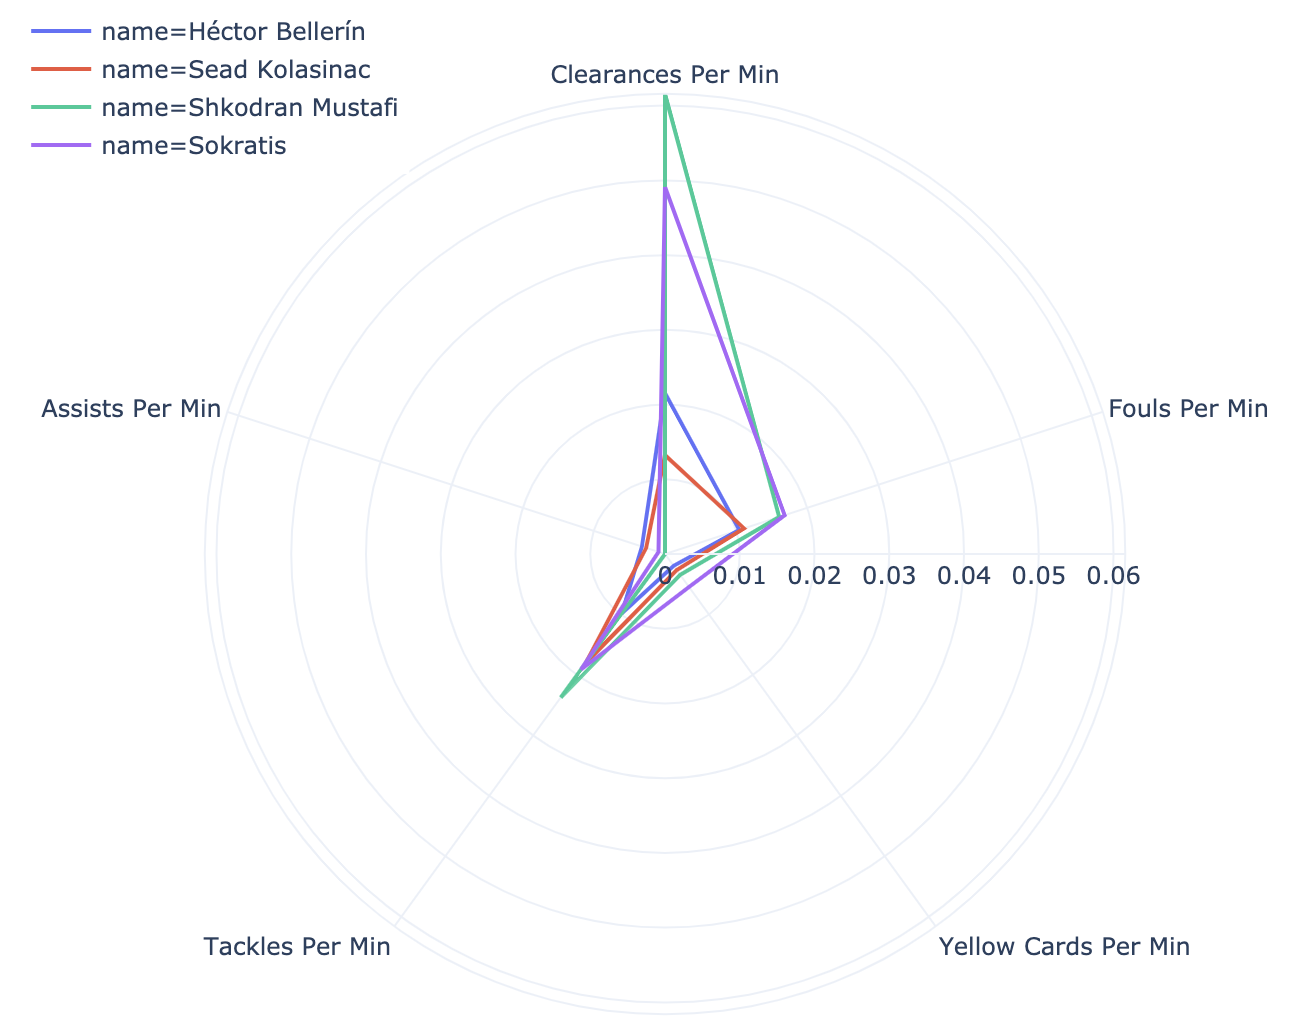 name=Héctor Bellerín
name=Sead Kolasinac
name=Shkodran Mustafi
name=Sokratis
Clearances Per Min
Assists Per Min
Fouls Per Min
0 0.01 0.02 0.03 0.04 0.05 0.06
Tackles Per Min
Yellow Cards Per Min